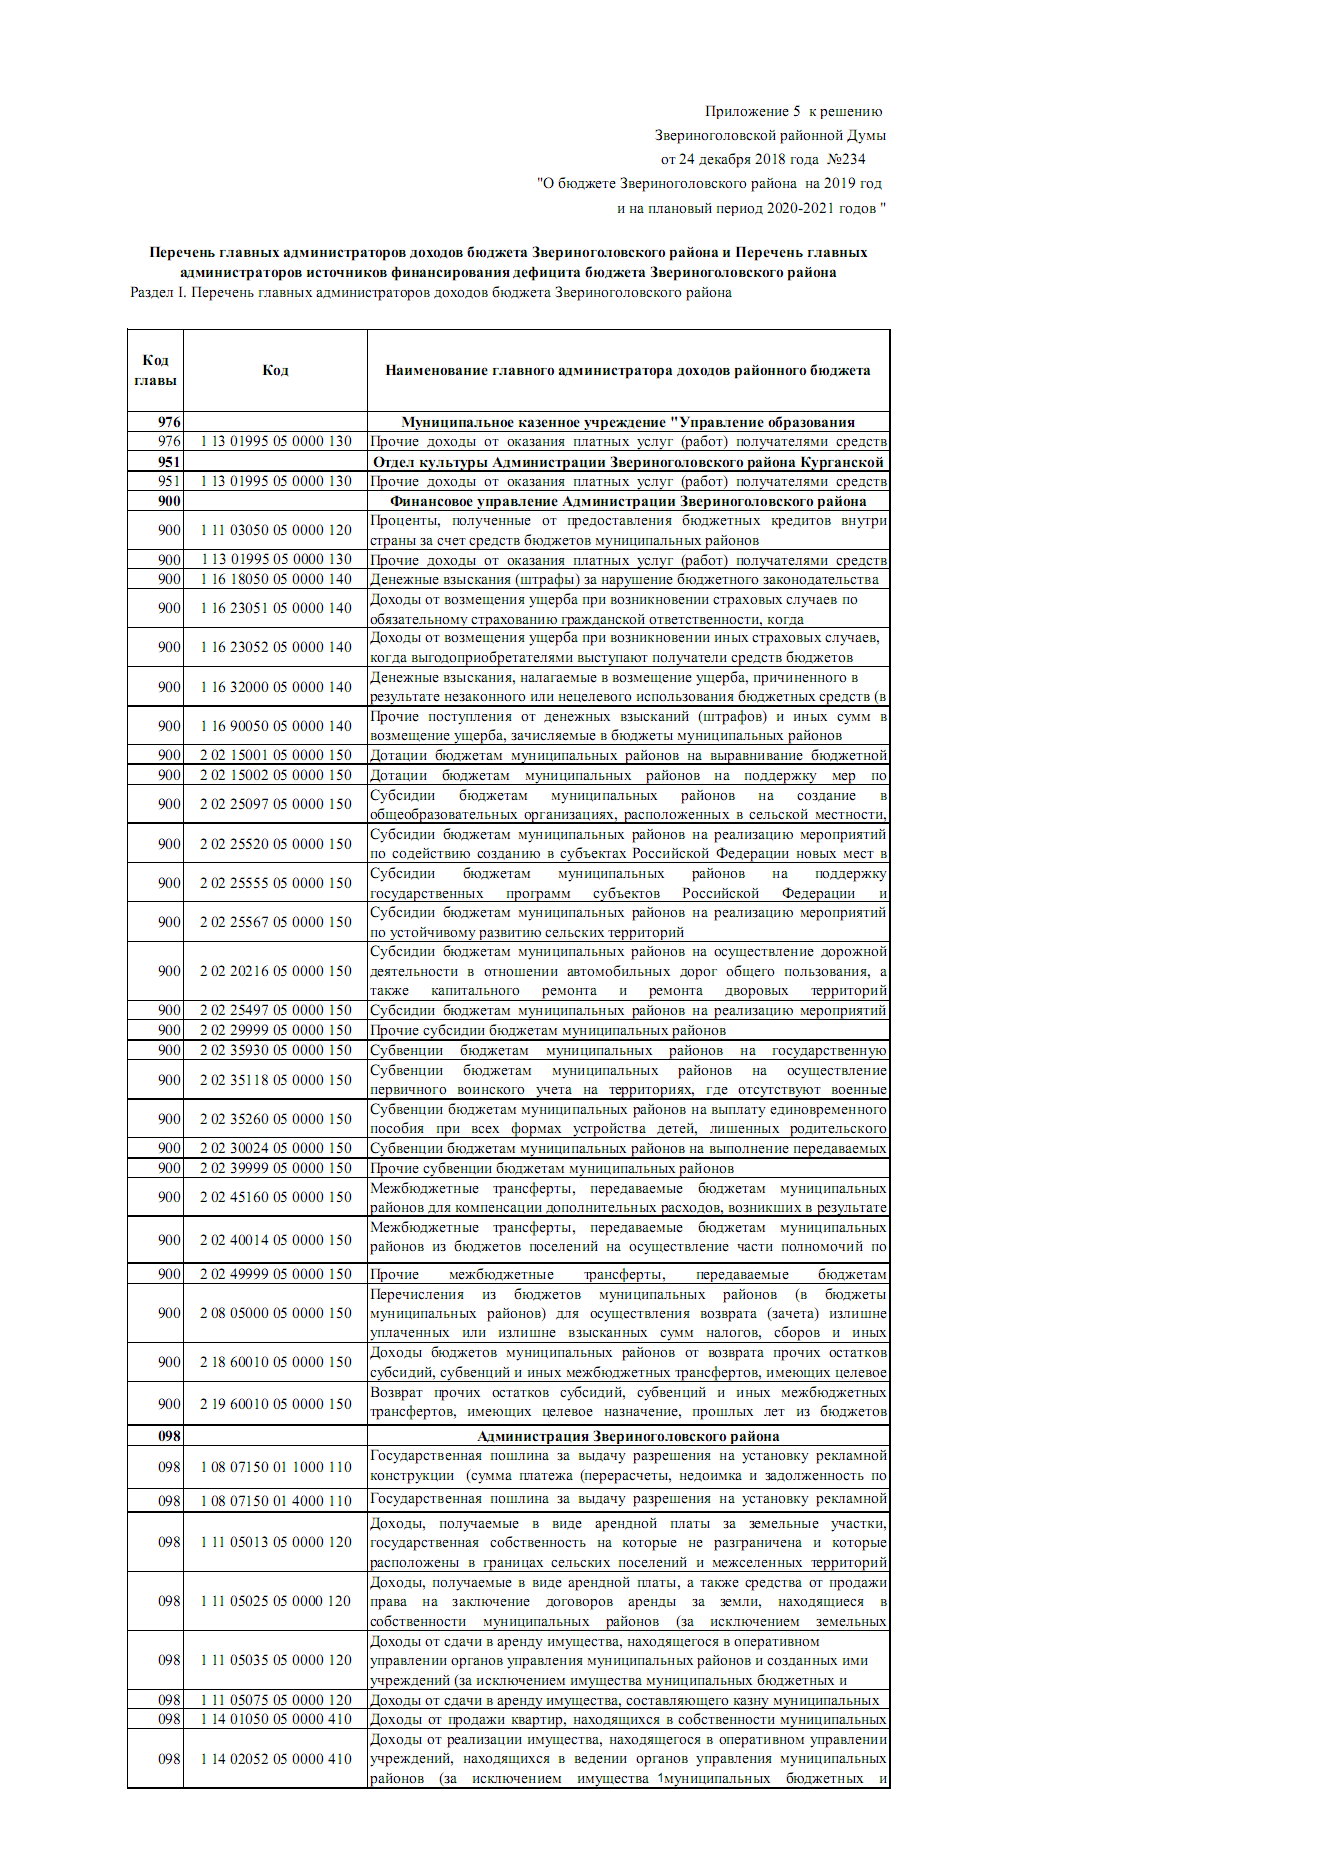 Приложение 5 к решению
Звериноголовской районной Думы
от 24 декабря 2018 года №234
"О бюджете Звериноголовского района на 2019 год
и на плановый период 2020-2021 годов "
Перечень главных администраторов доходов бюджета Звериноголовского района и Перечень главных
администраторов источников финансирования дефицита бюджета Звериноголовского района
Раздел I. Перечень главных администраторов доходов бюджета Звериноголовского района
Код
главы
Код
Наименование главного администратора доходов районного бюджета
976 Муниципальное казенное учреждение "Управление образования
976 1 13 01995 05 0000 130 Прочие доходы от оказания платных услуг (работ) получателями средств
951 Отдел культуры Администрации Звериноголовского района Курганской
951 1 13 01995 05 0000 130 Прочие доходы от оказания платных услуг (работ) получателями средств
900 Финансовое управление Администрации Звериноголовского района
900 1 11 03050 05 0000 120 Проценты, полученные от предоставления бюджетных кредитов внутри
страны за счет средств бюджетов муниципальных районов
900 1 13 01995 05 0000 130 Прочие доходы от оказания платных услуг (работ) получателями средств
900 1 16 18050 05 0000 140 Денежные взыскания (штрафы) за нарушение бюджетного законодательства
900 1 16 23051 05 0000 140 Доходы от возмещения ущерба при возникновении страховых случаев по
обязательному страхованию гражданской ответственности, когда
900 1 16 23052 05 0000 140 Доходы от возмещения ущерба при возникновении иных страховых случаев,
когда выгодоприобретателями выступают получатели средств бюджетов
900 1 16 32000 05 0000 140 Денежные взыскания, налагаемые в возмещение ущерба, причиненного в
результате незаконного или нецелевого использования бюджетных средств (в
900 1 16 90050 05 0000 140 Прочие поступления от денежных взысканий (штрафов) и иных сумм в
возмещение ущерба, зачисляемые в бюджеты муниципальных районов
900 2 02 15001 05 0000 150 Дотации бюджетам муниципальных районов на выравнивание бюджетной
900 2 02 15002 05 0000 150 Дотации бюджетам муниципальных районов на поддержку мер по
900 2 02 25097 05 0000 150 Субсидии бюджетам муниципальных районов на создание в
общеобразовательных организациях, расположенных в сельской местности,
900 2 02 25520 05 0000 150 Субсидии бюджетам муниципальных районов на реализацию мероприятий
по содействию созданию в субъектах Российской Федерации новых мест в
900 2 02 25555 05 0000 150 Субсидии бюджетам муниципальных районов на поддержку
государственных программ субъектов Российской Федерации и
900 2 02 25567 05 0000 150 Субсидии бюджетам муниципальных районов на реализацию мероприятий
по устойчивому развитию сельских территорий
900 2 02 20216 05 0000 150 Субсидии бюджетам муниципальных районов на осуществление дорожной
деятельности в отношении автомобильных дорог общего пользования, а
также капитального ремонта и ремонта дворовых территорий
900 2 02 25497 05 0000 150 Субсидии бюджетам муниципальных районов на реализацию мероприятий
900 2 02 29999 05 0000 150 Прочие субсидии бюджетам муниципальных районов
900 2 02 35930 05 0000 150 Субвенции бюджетам муниципальных районов на государственную
900 2 02 35118 05 0000 150 Субвенции бюджетам муниципальных районов на осуществление
первичного воинского учета на территориях, где отсутствуют военные
900 2 02 35260 05 0000 150 Субвенции бюджетам муниципальных районов на выплату единовременного
пособия при всех формах устройства детей, лишенных родительского
900 2 02 30024 05 0000 150 Субвенции бюджетам муниципальных районов на выполнение передаваемых
900 2 02 39999 05 0000 150 Прочие субвенции бюджетам муниципальных районов
900 2 02 45160 05 0000 150 Межбюджетные трансферты, передаваемые бюджетам муниципальных
районов для компенсации дополнительных расходов, возникших в результате
900 2 02 40014 05 0000 150 Межбюджетные трансферты, передаваемые бюджетам муниципальных
районов из бюджетов поселений на осуществление части полномочий по
900 2 02 49999 05 0000 150 Прочие межбюджетные трансферты, передаваемые бюджетам
900 2 08 05000 05 0000 150 Перечисления из бюджетов муниципальных районов (в бюджеты
муниципальных районов) для осуществления возврата (зачета) излишне
уплаченных или излишне взысканных сумм налогов, сборов и иных
900 2 18 60010 05 0000 150 Доходы бюджетов муниципальных районов от возврата прочих остатков
субсидий, субвенций и иных межбюджетных трансфертов, имеющих целевое
900 2 19 60010 05 0000 150 Возврат прочих остатков субсидий, субвенций и иных межбюджетных
трансфертов, имеющих целевое назначение, прошлых лет из бюджетов
098 Администрация Звериноголовского района
098 1 08 07150 01 1000 110 Государственная пошлина за выдачу разрешения на установку рекламной
конструкции (сумма платежа (перерасчеты, недоимка и задолженность по
098 1 08 07150 01 4000 110 Государственная пошлина за выдачу разрешения на установку рекламной
098 1 11 05013 05 0000 120 Доходы, получаемые в виде арендной платы за земельные участки,
государственная собственность на которые не разграничена и которые
расположены в границах сельских поселений и межселенных территорий
098 1 11 05025 05 0000 120 Доходы, получаемые в виде арендной платы, а также средства от продажи
права на заключение договоров аренды за земли, находящиеся в
собственности муниципальных районов (за исключением земельных
098 1 11 05035 05 0000 120 Доходы от сдачи в аренду имущества, находящегося в оперативном
управлении органов управления муниципальных районов и созданных ими
учреждений (за исключением имущества муниципальных бюджетных и
098 1 11 05075 05 0000 120 Доходы от сдачи в аренду имущества, составляющего казну муниципальных
098 1 14 01050 05 0000 410 Доходы от продажи квартир, находящихся в собственности муниципальных
098 1 14 02052 05 0000 410 Доходы от реализации имущества, находящегося в оперативном управлении
учреждений, находящихся в ведении органов управления муниципальных
районов (за исключением имущества 1муниципальных бюджетных и